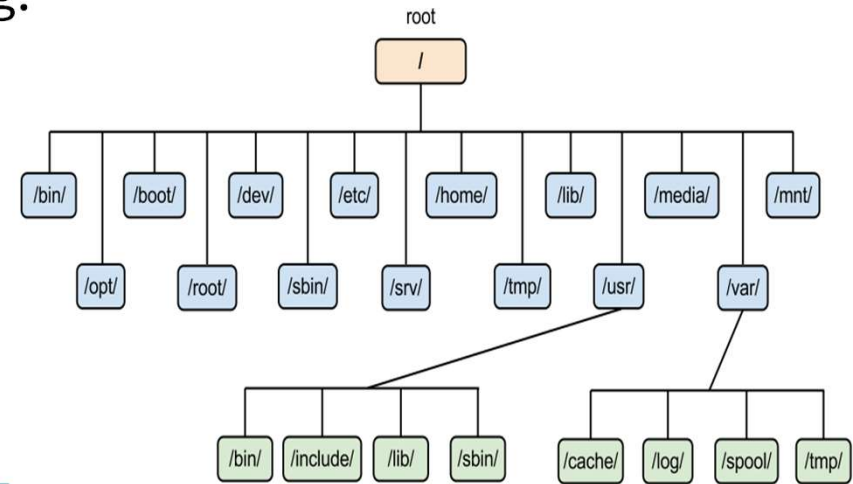 g.
root
/
/bin/
/boot/
/dev/
/etc/
/home/
/lib/
/media/
/mnt/
/opt/
/root/
/sbin/
/srv/
/tmp/
/usr/
/var/
/bin/
/include/
/lib/
/sbin/
/cache/
/log/
/spool/
/tmp/